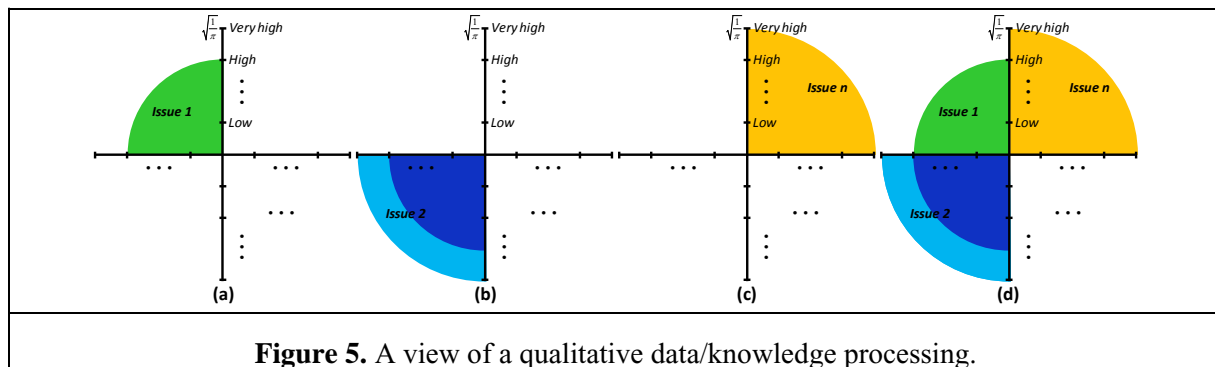 √(1/π) Very high
High
⋮
Issue 1
Low
... ...
...
⋮
(a)
√(1/π) Very high
High
⋮
Low
... ...
Issue 2
...
⋮
(b)
√(1/π) Very high
High
⋮
Issue n
Low
... ...
...
⋮
(c)
√(1/π) Very high
High
⋮
Issue n
Issue 1
Low
... ...
Issue 2
...
⋮
(d)
Figure 5. A view of a qualitative data/knowledge processing.